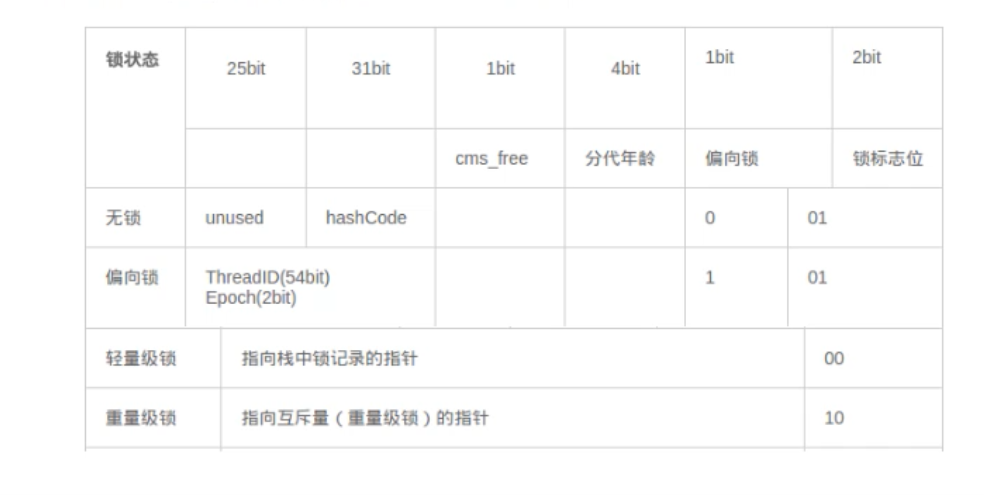 锁状态 25bit 31bit 1bit 4bit 1bit 2bit
cms_free 分代年龄 偏向锁 锁标志位
无锁 unused hashCode 0 01
偏向锁 ThreadID(54bit) 1 01
Epoch(2bit)
轻量级锁 指向栈中锁记录的指针 00
重量级锁 指向互斥量（重量级锁）的指针 10